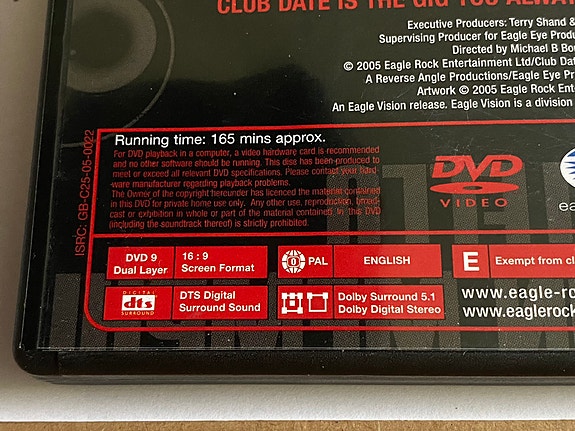 CLUB DATE IS THE GIG YOU ALWA
Executive Producers: Terry Shand &
Supervising Producer for Eagle Eye Produc
Directed by Michael B Bo
© 2005 Eagle Rock Entertainment Ltd/Club Dat
A Reverse Angle Productions/Eagle Eye Pr
Artwork © 2005 Eagle Rock Ente
An Eagle Vision release. Eagle Vision is a division
ISRC: GB-C25-05-0022
Running time: 165 mins approx.
For DVD playback in a computer, a video hardware card is recommended
and no other software should be running. This disc has been produced to
meet or exceed all relevant DVD specifications. Please contact your hard-
ware manufacturer regarding playback problems.
The Owner of the copyright hereunder has licenced the material contained
in this DVD for private home use only. Any other use, reproduction, broad-
cast or exhibition in whole or part of the material contained in this DVD
(including the soundtrack thereof) is strictly prohibited.
DVD
VIDEO
ea
DVD 9
Dual Layer
16 : 9
Screen Format
0
PAL
ENGLISH
E
Exempt from cl
DIGITAL
dts
SURROUND
DTS Digital
Surround Sound
Dolby Surround 5.1
Dolby Digital Stereo
www.eagle-ro
www.eaglerock